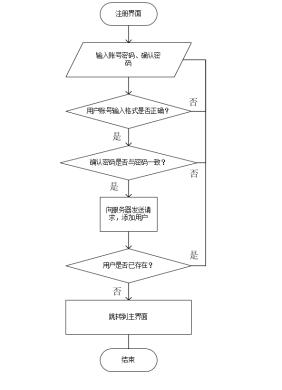 注册界面
输入账号密码、确认密
码
用户账号输入格式是否正确？
否
是
确认密码是否与密码一致？
否
是
向服务器发送请
求，添加用户
用户是否已存在？
是
否
跳转到主界面
结束